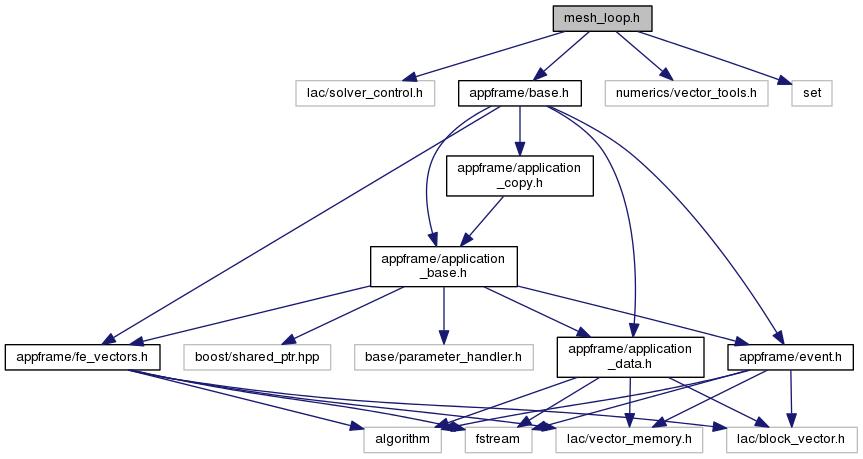 mesh_loop.h
lac/solver_control.h
appframe/base.h
numerics/vector_tools.h
set
appframe/application
_copy.h
appframe/application
_base.h
appframe/fe_vectors.h
boost/shared_ptr.hpp
base/parameter_handler.h
appframe/application
_data.h
appframe/event.h
algorithm
fstream
lac/vector_memory.h
lac/block_vector.h